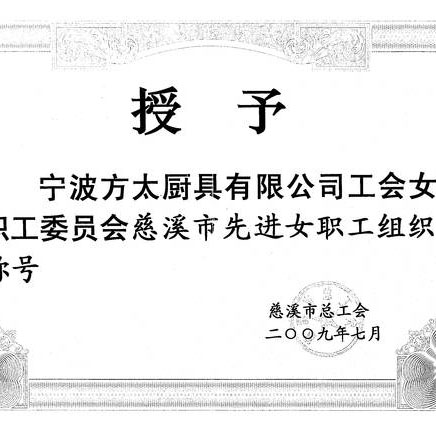 授 予
宁波方太厨具有限公司工会女
职工委员会慈溪市先进女职工组织
称号
慈溪市总工会
二〇〇九年七月